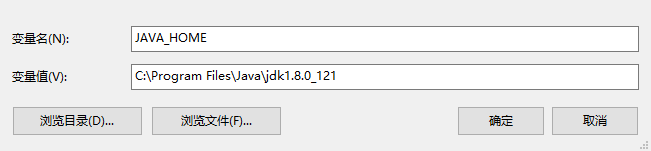 变量名(N): JAVA_HOME
变量值(V): C:\Program Files\Java\jdk1.8.0_121
浏览目录(D)... 浏览文件(F)... 确定 取消